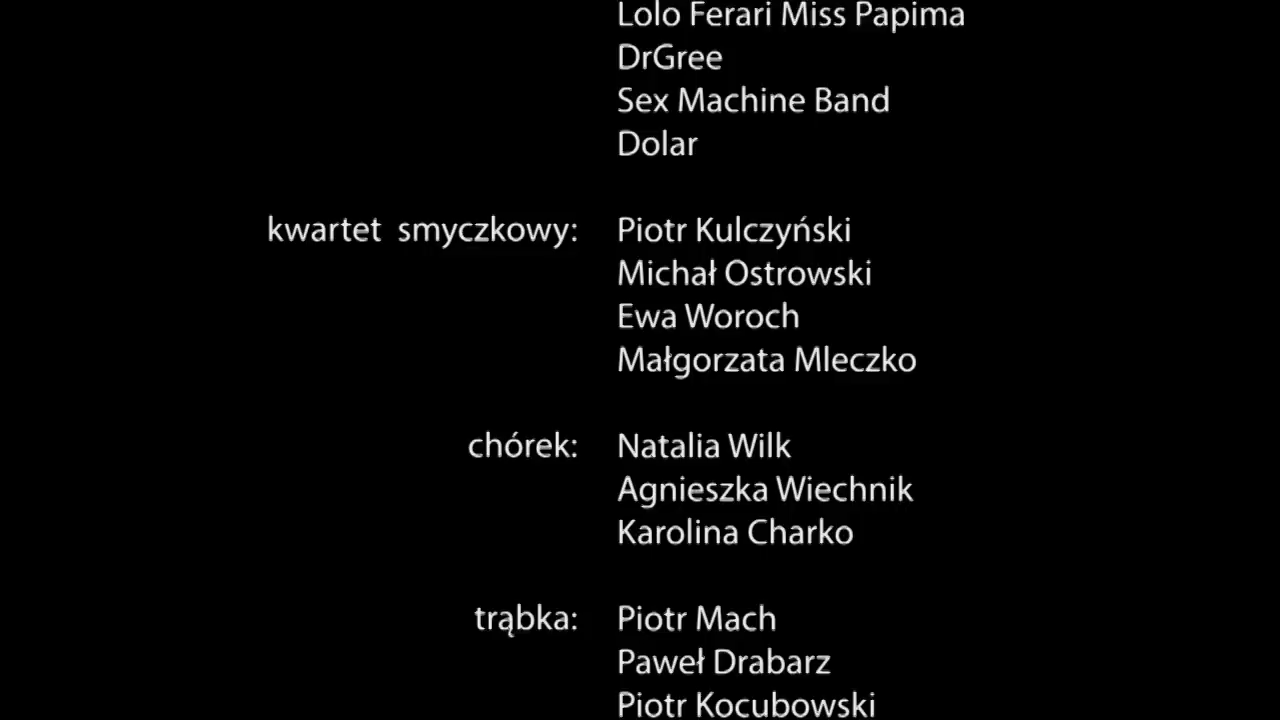 Lolo Ferari Miss Papima
DrGree
Sex Machine Band
Dolar
kwartet smyczkowy: Piotr Kulczyński
Michał Ostrowski
Ewa Woroch
Małgorzata Mleczko
chórek: Natalia Wilk
Agnieszka Wiechnik
Karolina Charko
trąbka: Piotr Mach
Paweł Drabarz
Piotr Kocubowski